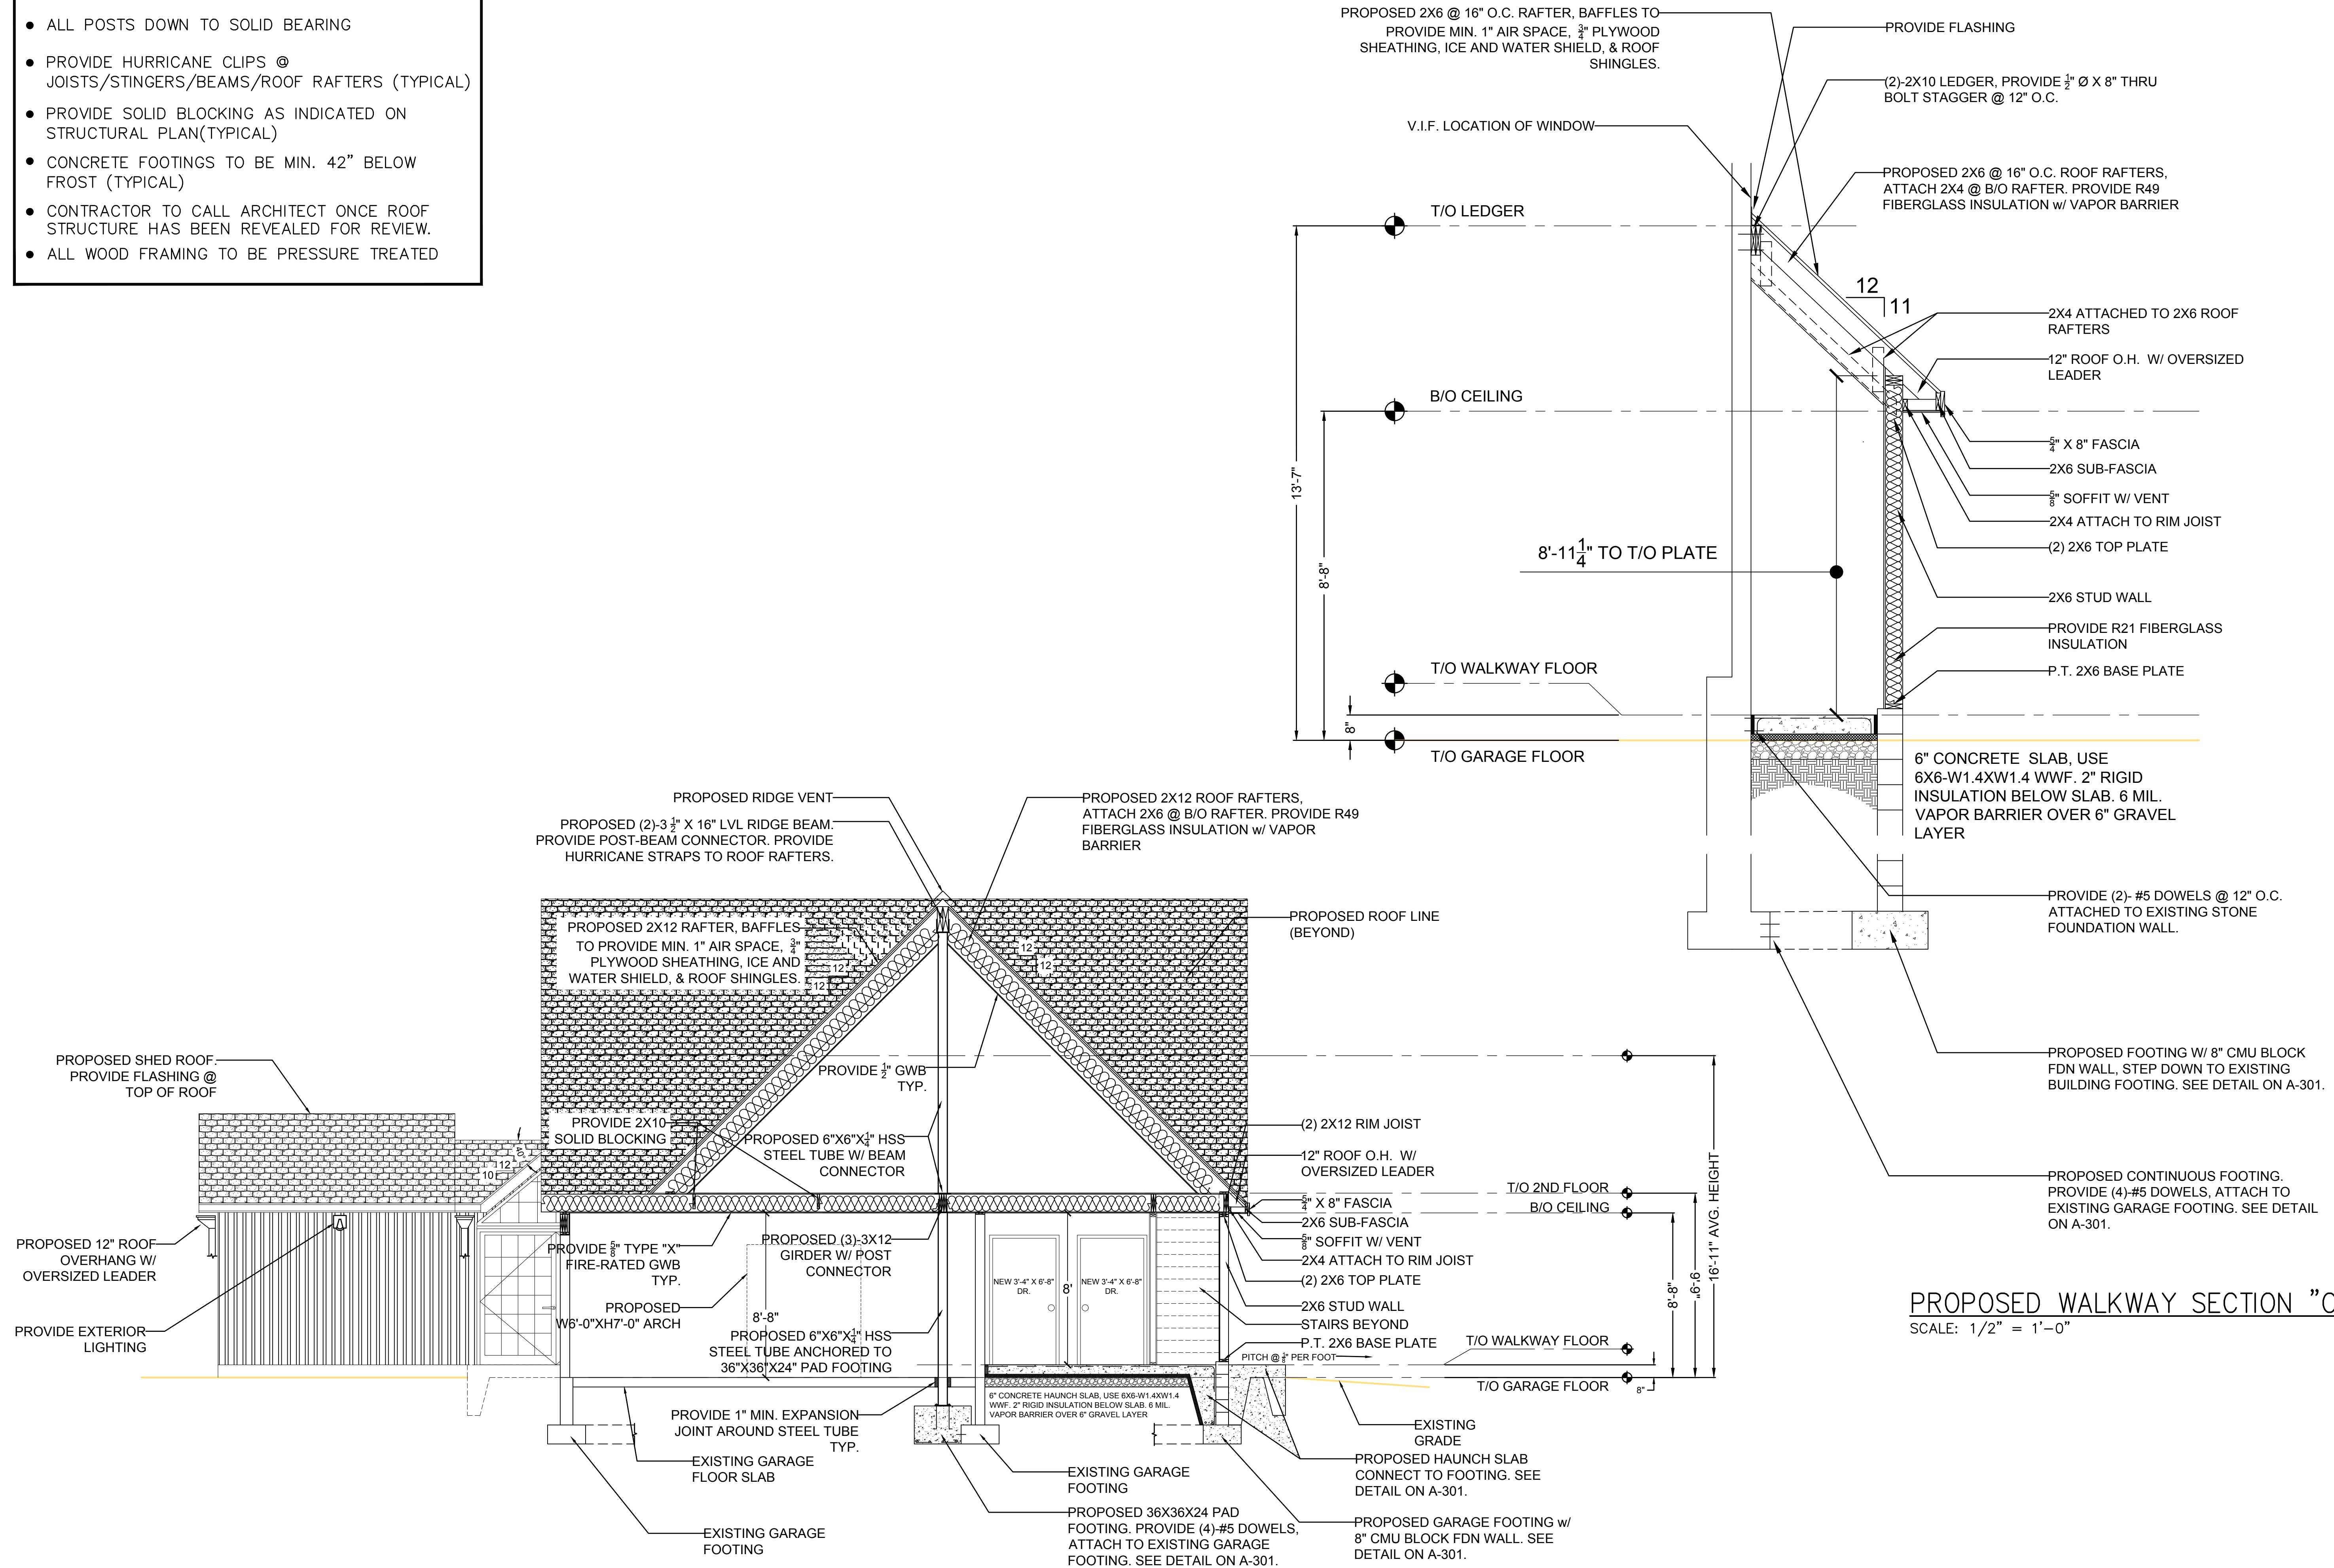 ● ALL POSTS DOWN TO SOLID BEARING
● PROVIDE HURRICANE CLIPS @
JOISTS/STINGERS/BEAMS/ROOF RAFTERS (TYPICAL)
● PROVIDE SOLID BLOCKING AS INDICATED ON
STRUCTURAL PLAN(TYPICAL)
● CONCRETE FOOTINGS TO BE MIN. 42" BELOW
FROST (TYPICAL)
● CONTRACTOR TO CALL ARCHITECT ONCE ROOF
STRUCTURE HAS BEEN REVEALED FOR REVIEW.
● ALL WOOD FRAMING TO BE PRESSURE TREATED
PROPOSED 2X6 @ 16" O.C. RAFTER, BAFFLES TO
PROVIDE MIN. 1" AIR SPACE, 3/4" PLYWOOD
SHEATHING, ICE AND WATER SHIELD, & ROOF
SHINGLES.
V.I.F. LOCATION OF WINDOW
PROVIDE FLASHING
(2)-2X10 LEDGER, PROVIDE 1/2" Ø X 8" THRU
BOLT STAGGER @ 12" O.C.
PROPOSED 2X6 @ 16" O.C. ROOF RAFTERS,
ATTACH 2X4 @ B/O RAFTER. PROVIDE R49
FIBERGLASS INSULATION w/ VAPOR BARRIER
12
11
2X4 ATTACHED TO 2X6 ROOF
RAFTERS
12" ROOF O.H. W/ OVERSIZED
LEADER
5/4" X 8" FASCIA
2X6 SUB-FASCIA
5/8" SOFFIT W/ VENT
2X4 ATTACH TO RIM JOIST
(2) 2X6 TOP PLATE
2X6 STUD WALL
PROVIDE R21 FIBERGLASS
INSULATION
P.T. 2X6 BASE PLATE
T/O LEDGER
B/O CEILING
13'-7"
8'-8"
8'-11 1/4" TO T/O PLATE
T/O WALKWAY FLOOR
8"
T/O GARAGE FLOOR
6" CONCRETE SLAB, USE
6X6-W1.4XW1.4 WWF. 2" RIGID
INSULATION BELOW SLAB. 6 MIL.
VAPOR BARRIER OVER 6" GRAVEL
LAYER
PROVIDE (2)- #5 DOWELS @ 12" O.C.
ATTACHED TO EXISTING STONE
FOUNDATION WALL.
PROPOSED FOOTING W/ 8" CMU BLOCK
FDN WALL, STEP DOWN TO EXISTING
BUILDING FOOTING. SEE DETAIL ON A-301.
PROPOSED CONTINUOUS FOOTING.
PROVIDE (4)-#5 DOWELS, ATTACH TO
EXISTING GARAGE FOOTING. SEE DETAIL
ON A-301.
PROPOSED WALKWAY SECTION "C
SCALE: 1/2" = 1'-0"
PROPOSED RIDGE VENT
PROPOSED (2)-3 1/2" X 16" LVL RIDGE BEAM.
PROVIDE POST-BEAM CONNECTOR. PROVIDE
HURRICANE STRAPS TO ROOF RAFTERS.
PROPOSED 2X12 ROOF RAFTERS,
ATTACH 2X6 @ B/O RAFTER. PROVIDE R49
FIBERGLASS INSULATION w/ VAPOR
BARRIER
PROPOSED 2X12 RAFTER, BAFFLES
TO PROVIDE MIN. 1" AIR SPACE, 3/4"
PLYWOOD SHEATHING, ICE AND
WATER SHIELD, & ROOF SHINGLES.
12
12
12
12
PROPOSED ROOF LINE
(BEYOND)
PROPOSED SHED ROOF.
PROVIDE FLASHING @
TOP OF ROOF
PROVIDE 1/2" GWB
TYP.
PROVIDE 2X10
SOLID BLOCKING
PROPOSED 6"X6"X1/4" HSS
STEEL TUBE W/ BEAM
CONNECTOR
40°
12
10
(2) 2X12 RIM JOIST
12" ROOF O.H. W/
OVERSIZED LEADER
5/4" X 8" FASCIA
2X6 SUB-FASCIA
5/8" SOFFIT W/ VENT
2X4 ATTACH TO RIM JOIST
(2) 2X6 TOP PLATE
2X6 STUD WALL
STAIRS BEYOND
P.T. 2X6 BASE PLATE
PITCH @ 1/8" PER FOOT
T/O 2ND FLOOR
B/O CEILING
16'-11" AVG. HEIGHT
8'-8"
9'-9"
T/O WALKWAY FLOOR
T/O GARAGE FLOOR
8"
PROPOSED 12" ROOF
OVERHANG W/
OVERSIZED LEADER
PROVIDE EXTERIOR
LIGHTING
PROVIDE 5/8" TYPE "X"
FIRE-RATED GWB
TYP.
PROPOSED
W6'-0"XH7'-0" ARCH
8'-8"
PROPOSED (3)-3X12
GIRDER W/ POST
CONNECTOR
PROPOSED 6"X6"X1/4" HSS
STEEL TUBE ANCHORED TO
36"X36"X24" PAD FOOTING
NEW 3'-4" X 6'-8"
DR.
8'
NEW 3'-4" X 6'-8"
DR.
6" CONCRETE HAUNCH SLAB, USE 6X6-W1.4XW1.4
WWF. 2" RIGID INSULATION BELOW SLAB. 6 MIL.
VAPOR BARRIER OVER 6" GRAVEL LAYER
PROVIDE 1" MIN. EXPANSION
JOINT AROUND STEEL TUBE
TYP.
EXISTING GARAGE
FLOOR SLAB
EXISTING GARAGE
FOOTING
EXISTING GARAGE
FOOTING
PROPOSED 36X36X24 PAD
FOOTING. PROVIDE (4)-#5 DOWELS,
ATTACH TO EXISTING GARAGE
FOOTING. SEE DETAIL ON A-301.
EXISTING
GRADE
PROPOSED HAUNCH SLAB
CONNECT TO FOOTING. SEE
DETAIL ON A-301.
PROPOSED GARAGE FOOTING w/
8" CMU BLOCK FDN WALL. SEE
DETAIL ON A-301.